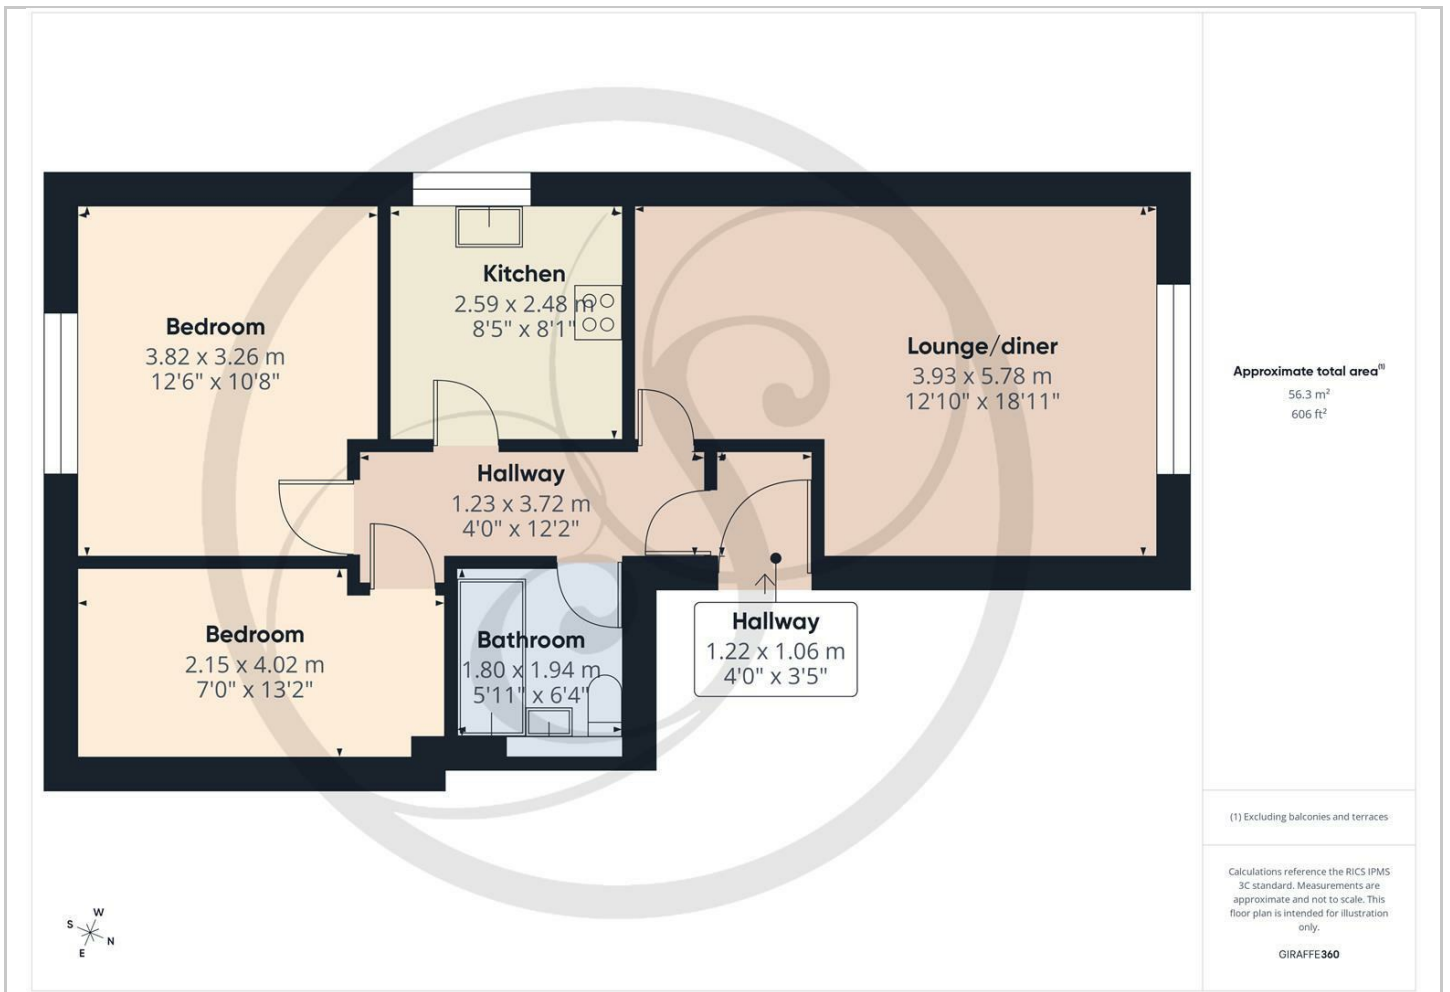 Bedroom
3.82 x 3.26 m
12'6" x 10'8"
Kitchen
2.59 x 2.48 m
8'5" x 8'1"
Lounge/diner
3.93 x 5.78 m
12'10" x 18'11"
Hallway
1.23 x 3.72 m
4'0" x 12'2"
Bedroom
2.15 x 4.02 m
7'0" x 13'2"
Bathroom
1.80 x 1.94 m
5'11" x 6'4"
Hallway
1.22 x 1.06 m
4'0" x 3'5"
Approximate total area(1)
56.3 m²
606 ft²
(1) Excluding balconies and terraces
Calculations reference the RICS IPMS
3C standard. Measurements are
approximate and not to scale. This
floor plan is intended for illustration
only.
GIRAFFE360
W
S
N
E